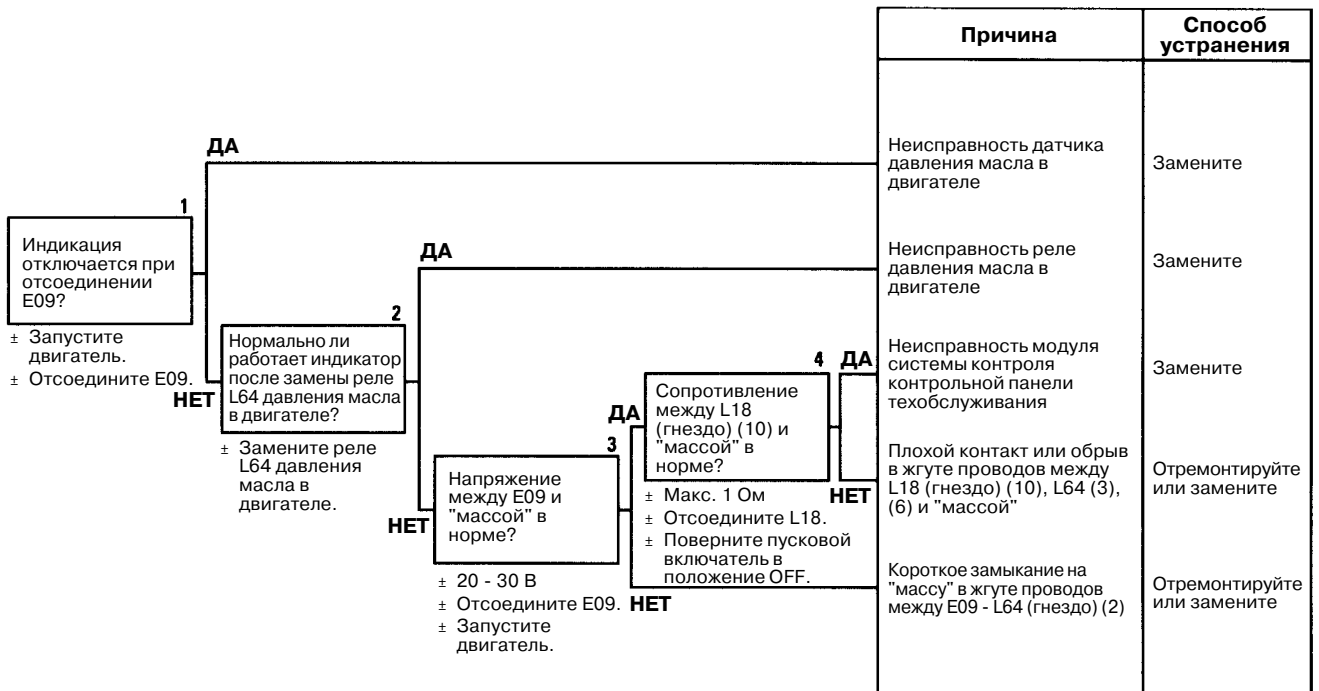 Причина
Способ
устранения
ДА
Неисправность датчика
давления масла в
двигателе
Замените
1
Индикация
отключается при
отсоединении
E09?
± Запустите
двигатель.
± Отсоедините E09.
НЕТ
ДА
Неисправность реле
давления масла в
двигателе
Замените
2
Нормально ли
работает индикатор
после замены реле
L64 давления масла
в двигателе?
± Замените реле
L64 давления
масла в
двигателе.
НЕТ
3
Напряжение
между E09 и
"массой" в
норме?
± 20 - 30 В
± Отсоедините E09.
± Запустите
двигатель.
ДА
НЕТ
4
Сопротивление
между L18
(гнездо) (10) и
"массой" в
норме?
± Макс. 1 Ом
± Отсоедините L18.
± Поверните пусковой
включатель в
положение OFF.
ДА
Неисправность модуля
системы контроля
контрольной панели
техобслуживания
Замените
НЕТ
Плохой контакт или обрыв
в жгуте проводов между
L18 (гнездо) (10), L64 (3),
(6) и "массой"
Отремонтируйте
или замените
Короткое замыкание на
"массу" в жгуте проводов
между E09 - L64 (гнездо) (2)
Отремонтируйте
или замените